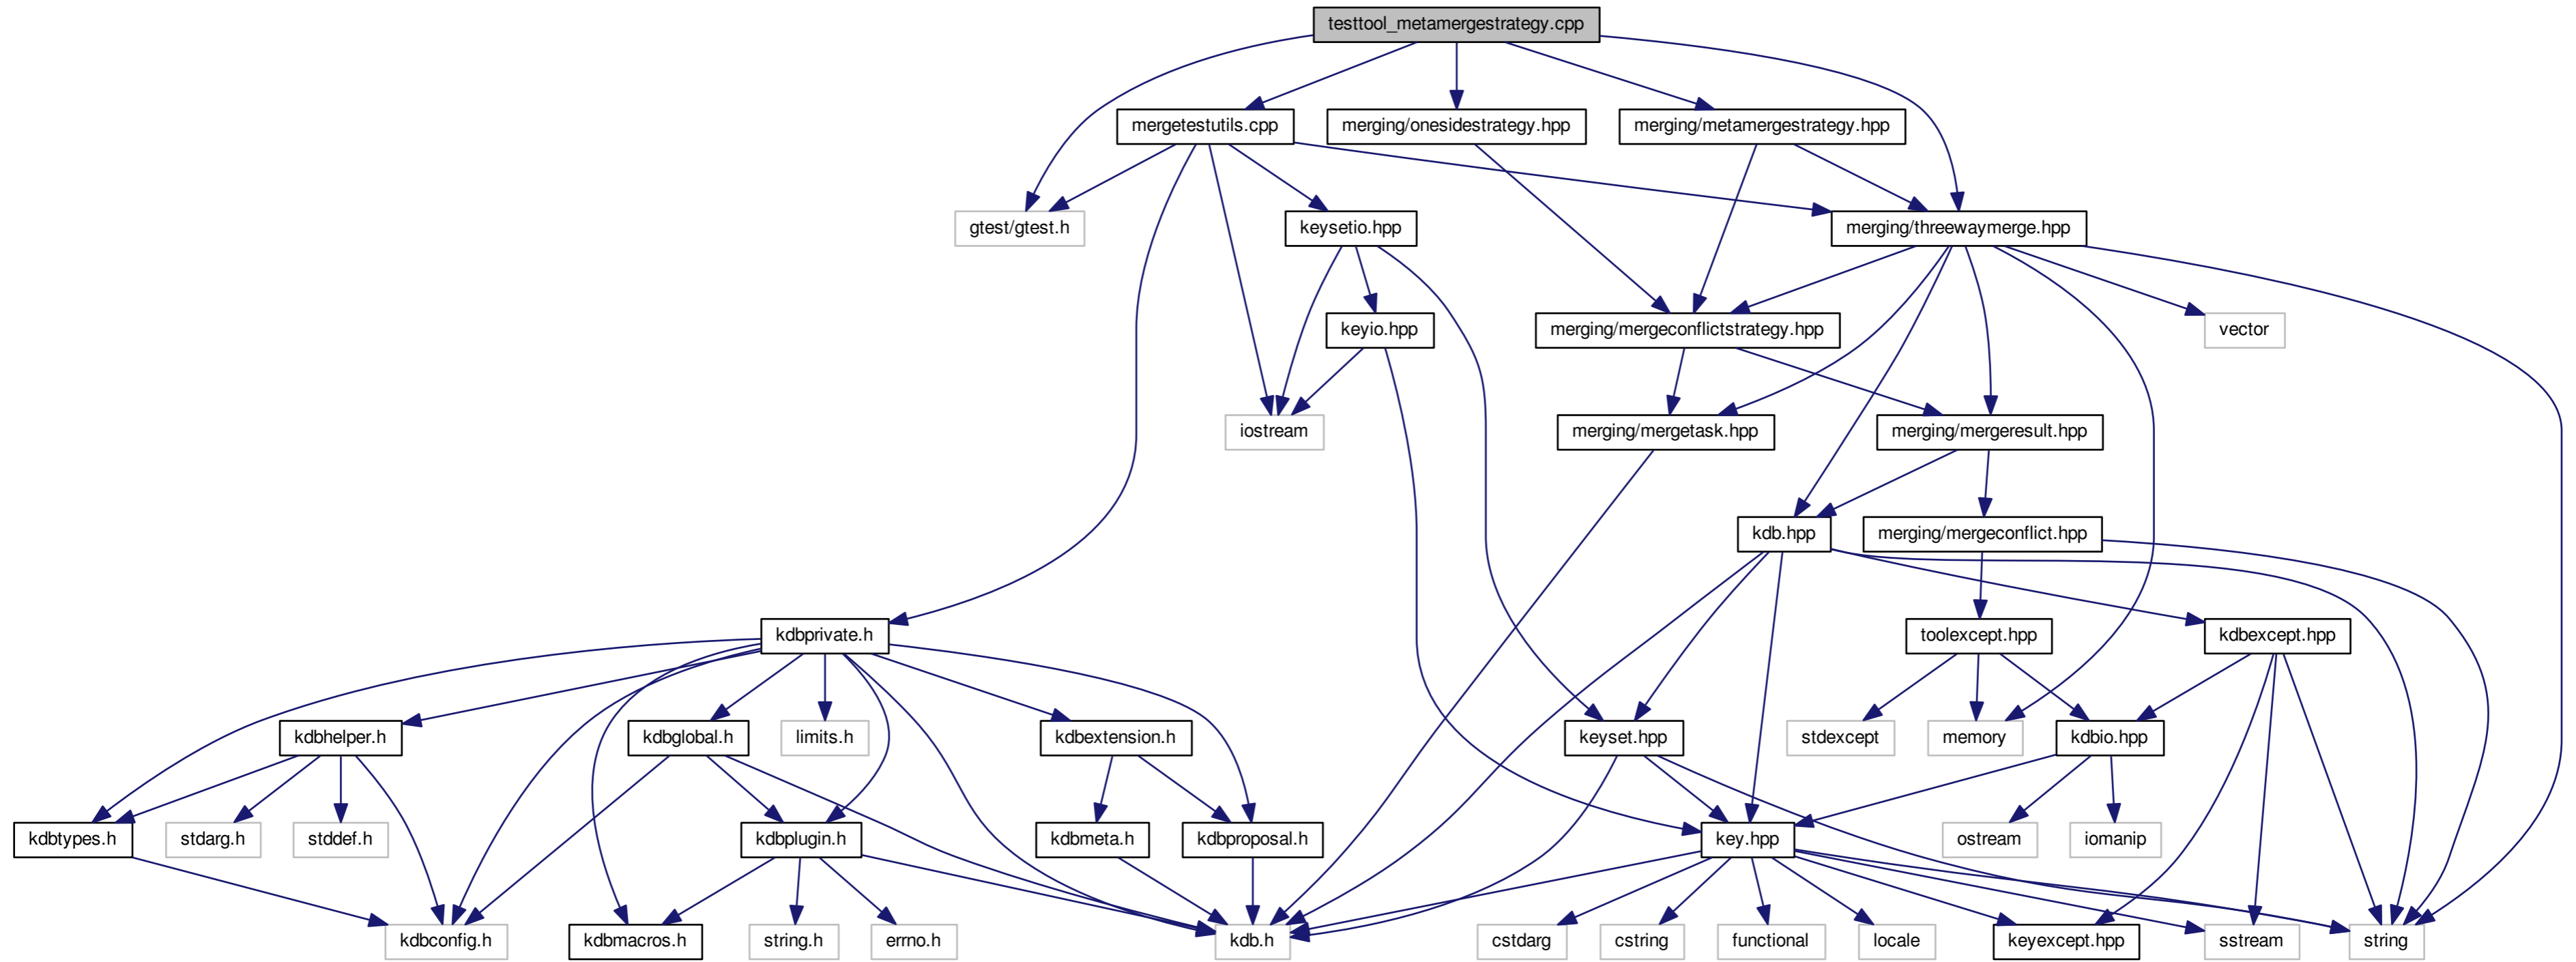 testtool_metamergestrategy.cpp
mergetestutils.cpp
merging/onesidestrategy.hpp
merging/metamergestrategy.hpp
gtest/gtest.h
keysetio.hpp
merging/threewaymerge.hpp
keyio.hpp
merging/mergeconflictstrategy.hpp
vector
iostream
merging/mergetask.hpp
merging/mergeresult.hpp
kdb.hpp
merging/mergeconflict.hpp
kdbprivate.h
toolexcept.hpp
kdbexcept.hpp
kdbhelper.h
kdbglobal.h
limits.h
kdbextension.h
keyset.hpp
stdexcept
memory
kdbio.hpp
kdbtypes.h
stdarg.h
stddef.h
kdbplugin.h
kdbmeta.h
kdbproposal.h
key.hpp
ostream
iomanip
kdbconfig.h
kdbmacros.h
string.h
errno.h
kdb.h
cstdarg
cstring
functional
locale
keyexcept.hpp
sstream
string